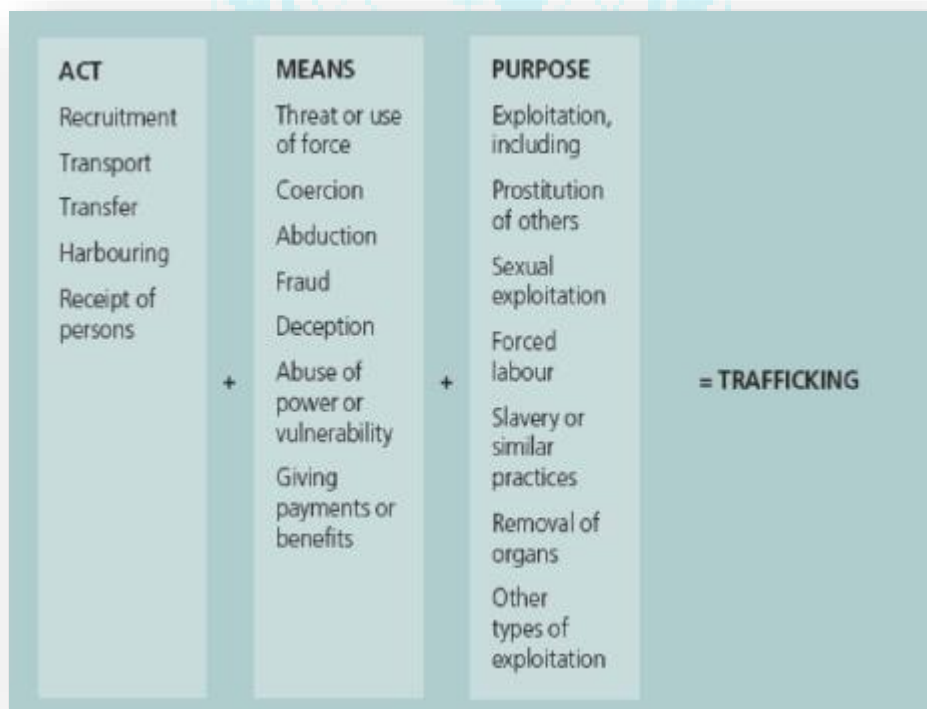 ACT
Recruitment
Transport
Transfer
Harbouring
Receipt of
persons
+
MEANS
Threat or use
of force
Coercion
Abduction
Fraud
Deception
Abuse of
power or
vulnerability
Giving
payments or
benefits
+
PURPOSE
Exploitation,
including
Prostitution
of others
Sexual
exploitation
Forced
labour
Slavery or
similar
practices
Removal of
organs
Other
types of
exploitation
= TRAFFICKING